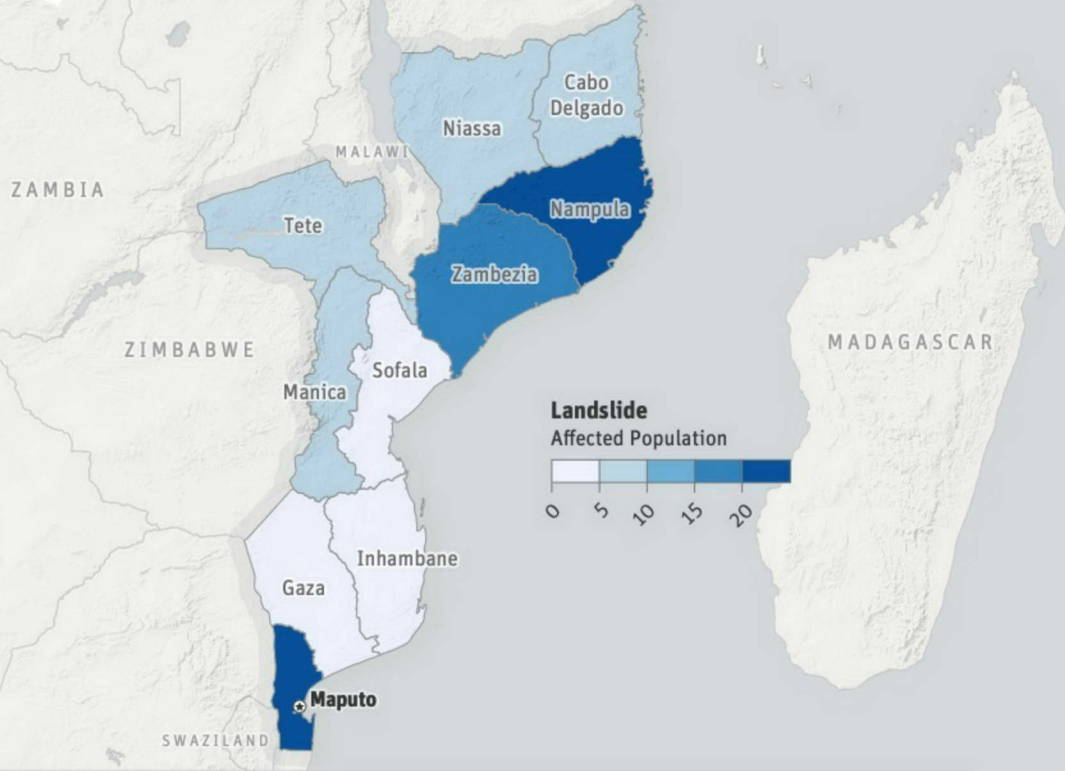 Cabo
Delgado
Niassa
MALAWI
ZAMBIA
Nampula
Tete
Zambezia
MADAGASCAR
ZIMBABWE
Sofala
Manica
Landslide
Affected Population
0 5 10 15 20
Inhambane
Gaza
Maputo
SWAZILAND